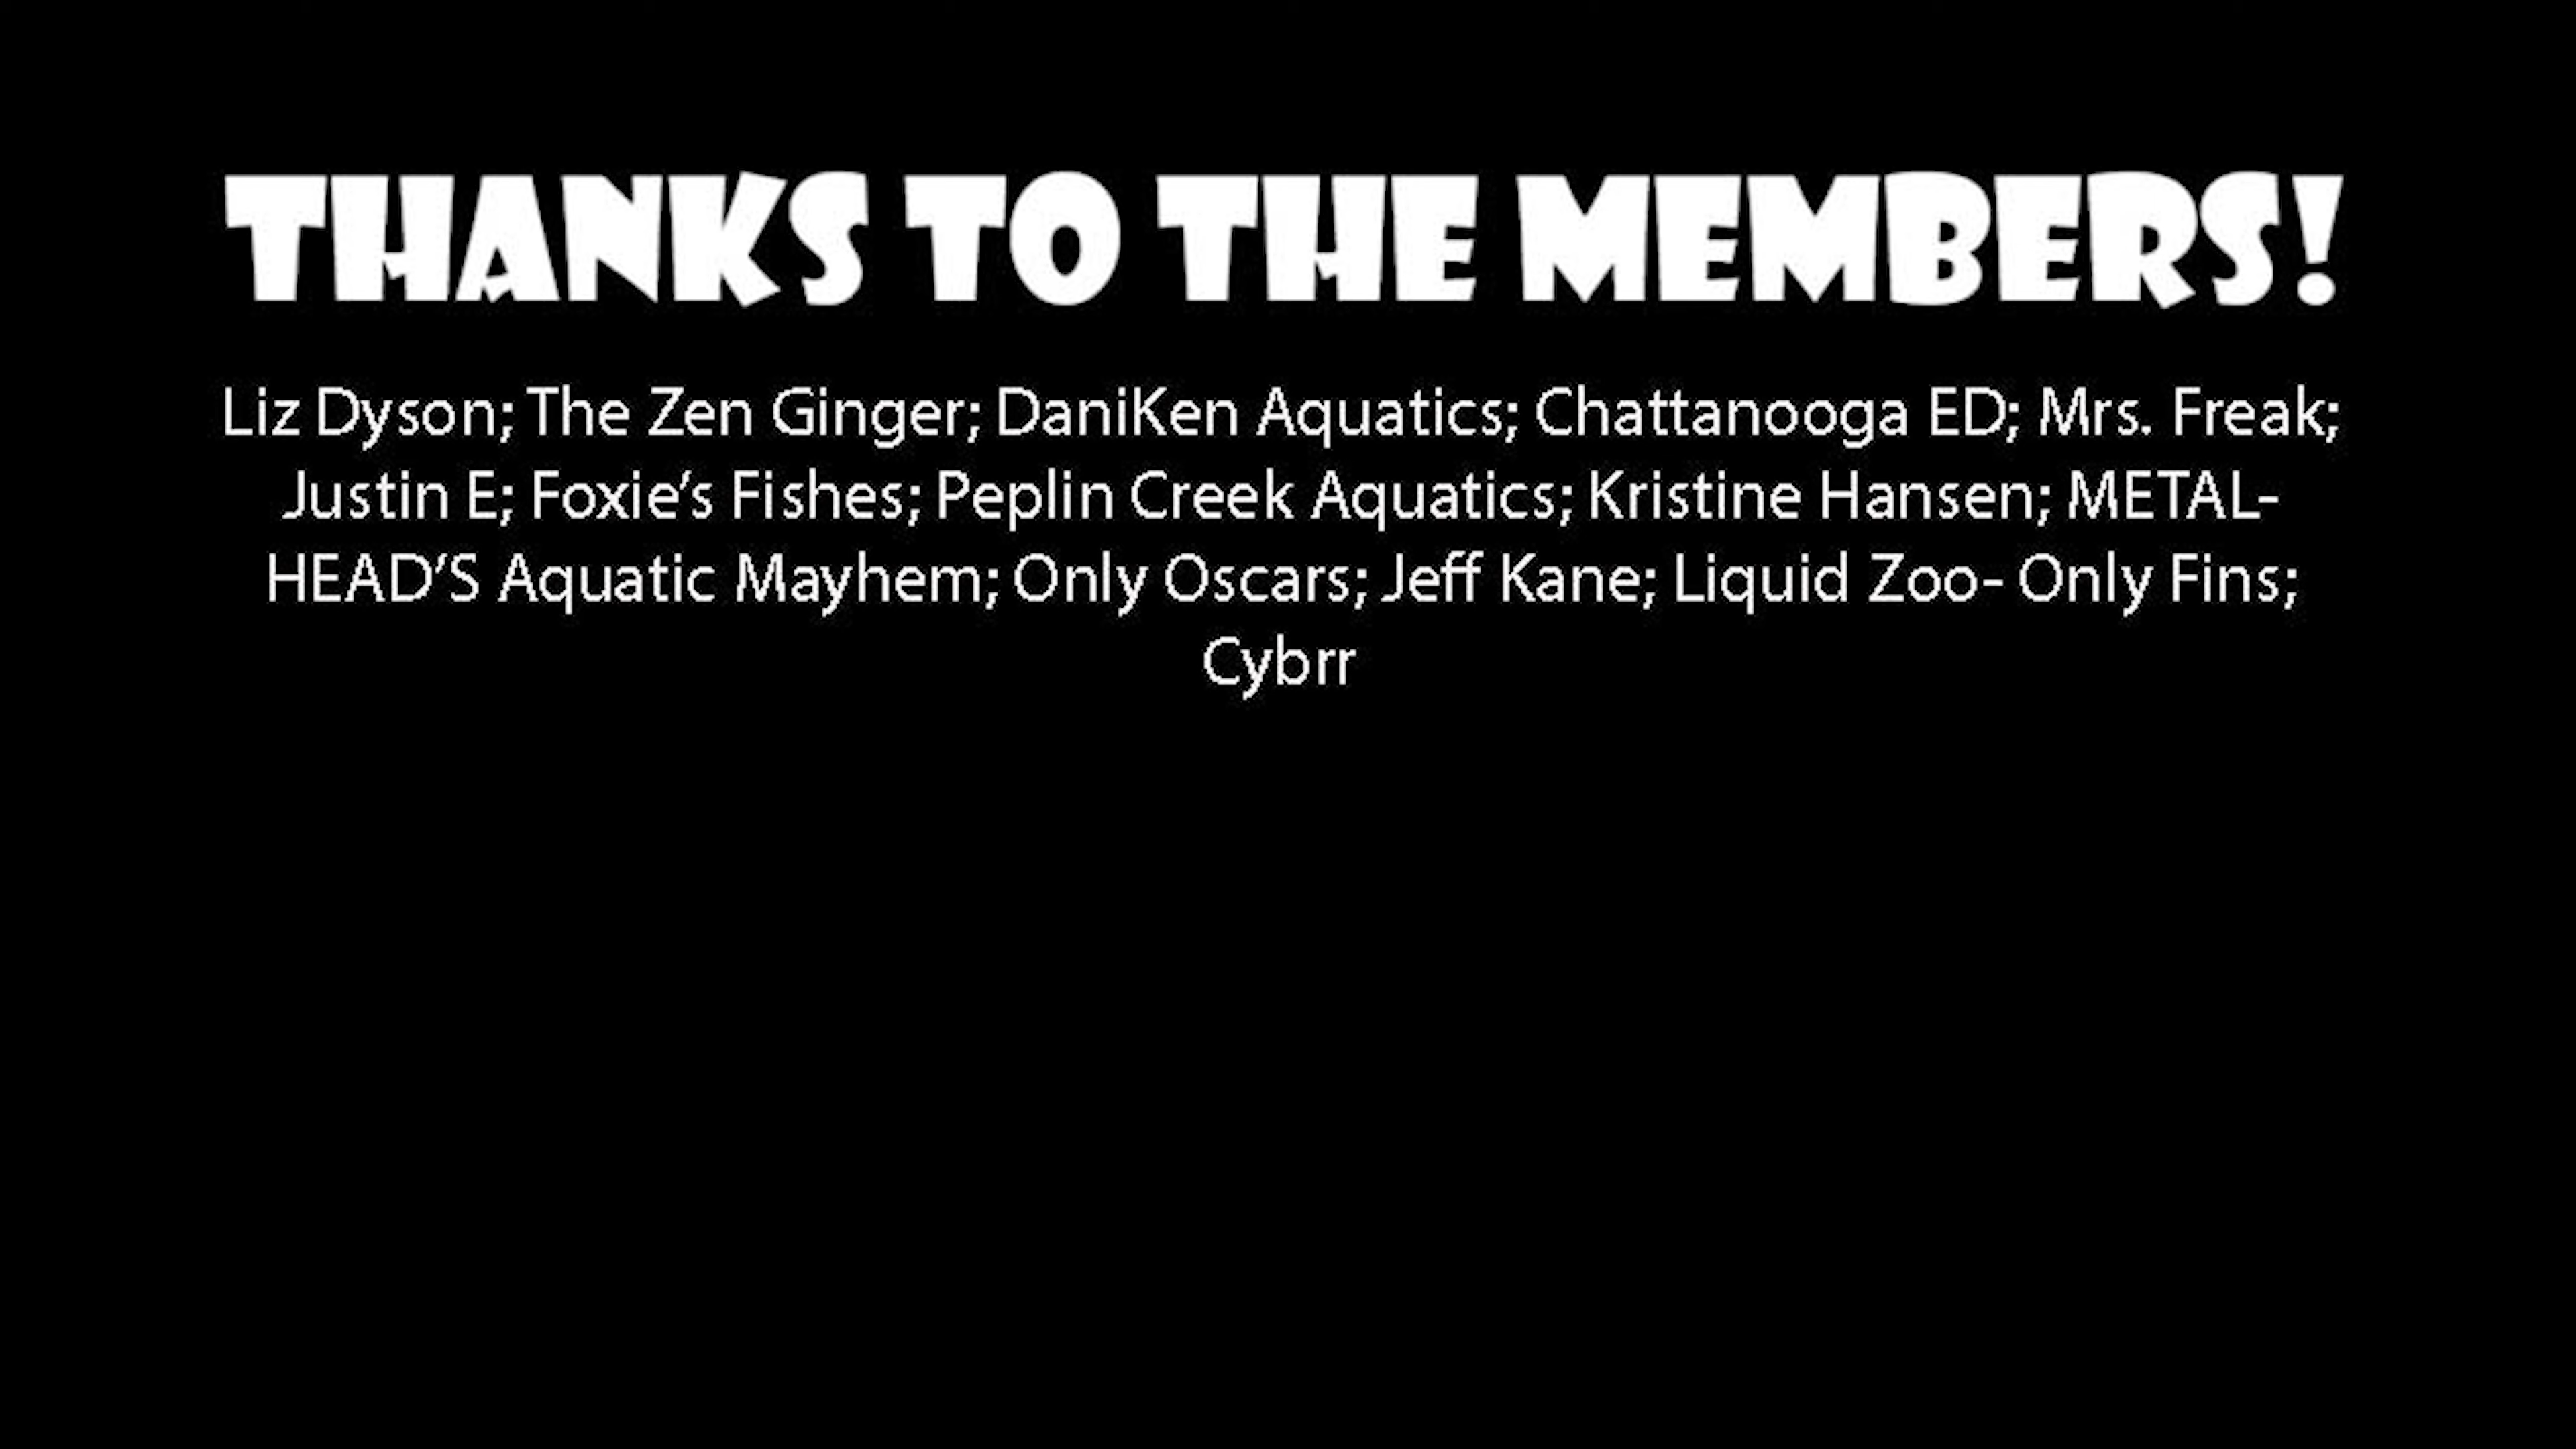 THANKS TO THE MEMBERS!
Liz Dyson; The Zen Ginger; DaniKen Aquatics; Chattanooga ED; Mrs. Freak;
Justin E; Foxie’s Fishes; Peplin Creek Aquatics; Kristine Hansen; METAL-
HEAD’S Aquatic Mayhem; Only Oscars; Jeff Kane; Liquid Zoo- Only Fins;
Cybrr